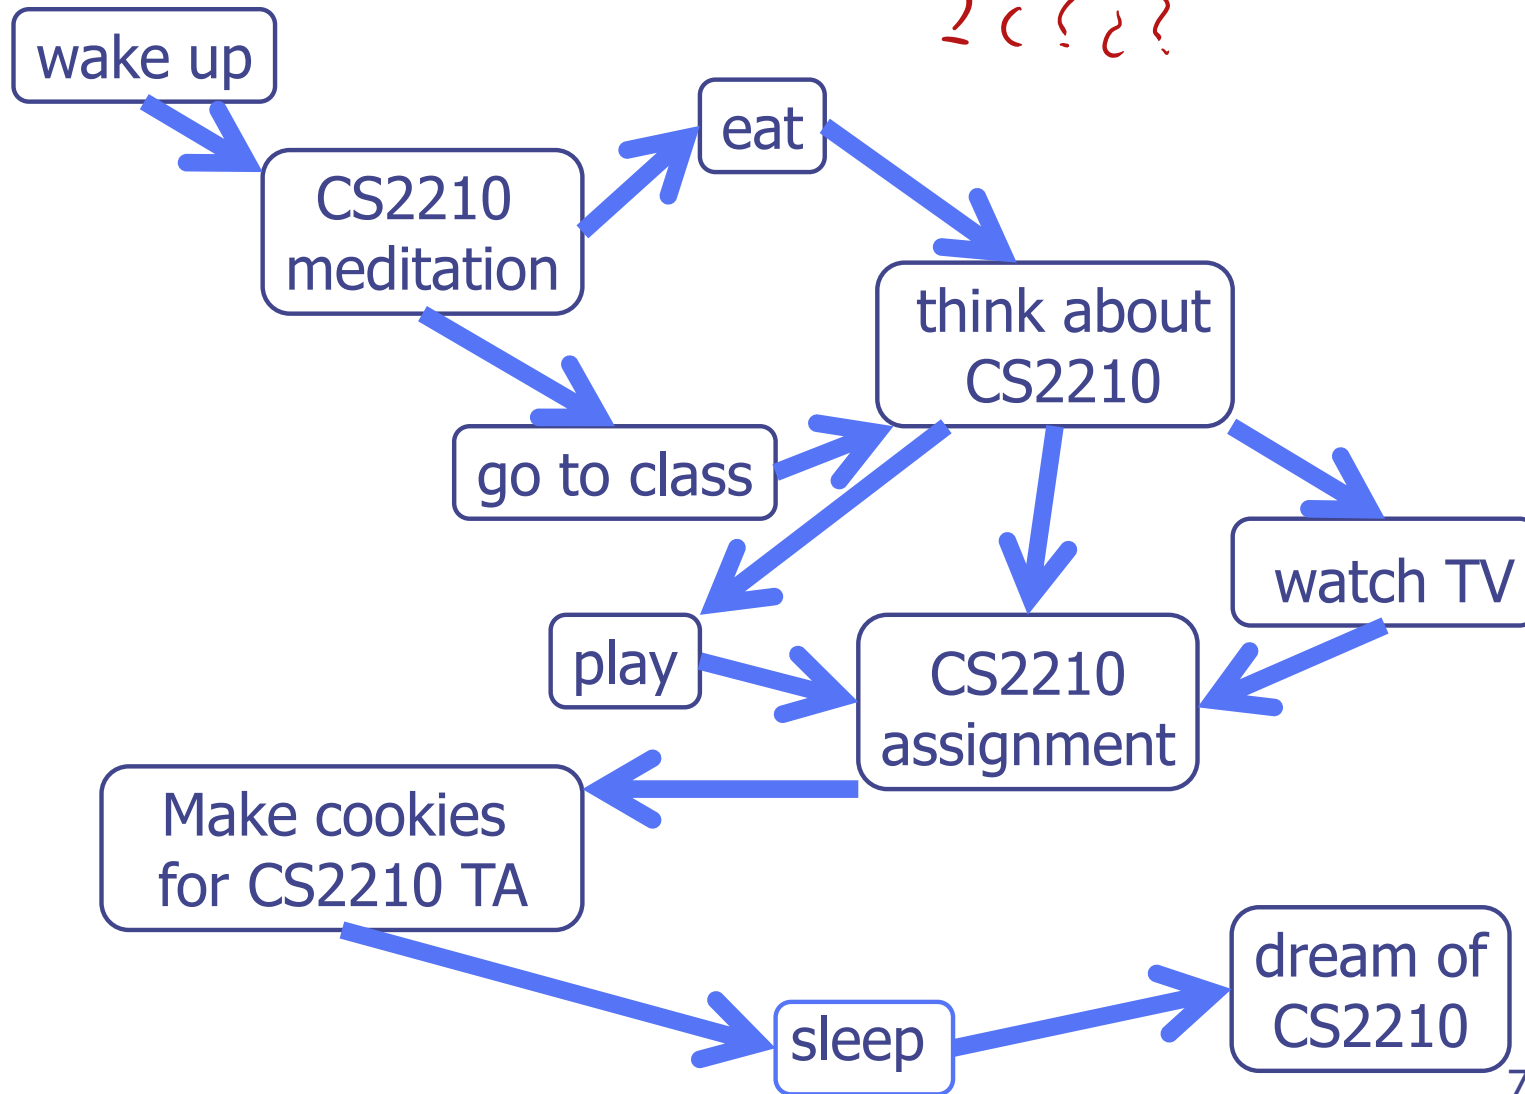 wake up
eat
CS2210
meditation
think about
CS2210
go to class
watch TV
play
CS2210
assignment
Make cookies
for CS2210 TA
dream of
CS2210
sleep
7